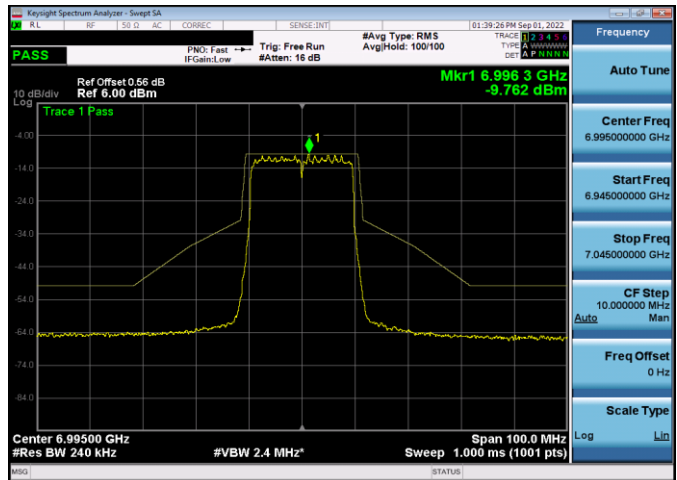 Keysight Spectrum Analyzer - Swept SA
RL RF 50 Ω AC CORREC SENSE:INT 01:39:26 PM Sep 01, 2022
#Avg Type: RMS TRACE 1 2 3 4 5 6
PNO: Fast Trig: Free Run Avg|Hold: 100/100 TYPE A WWWWW
PASS IFGain:Low #Atten: 16 dB DET A P N N N N
Mkr1 6.996 3 GHz
Ref Offset 0.56 dB
10 dB/div Ref 6.00 dBm -9.762 dBm
Log
Trace 1 Pass
1
-4.00
-14.0
-24.0
-34.0
-44.0
-54.0
-64.0
-74.0
-84.0
Center 6.99500 GHz Span 100.0 MHz
#Res BW 240 kHz #VBW 2.4 MHz* Sweep 1.000 ms (1001 pts)
MSG STATUS
Frequency
Auto Tune
Center Freq
6.995000000 GHz
Start Freq
6.945000000 GHz
Stop Freq
7.045000000 GHz
CF Step
10.000000 MHz
Auto Man
Freq Offset
0 Hz
Scale Type
Log Lin